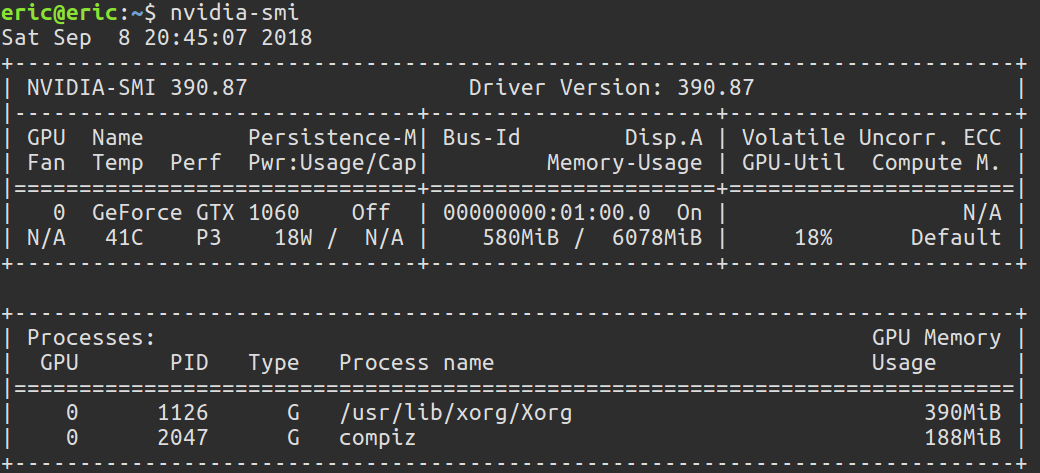 eric@eric:~$ nvidia-smi
Sat Sep  8 20:45:07 2018
+-----------------------------------------------------------------------------+
| NVIDIA-SMI 390.87                 Driver Version: 390.87                    |
|-------------------------------+----------------------+----------------------+
| GPU  Name        Persistence-M| Bus-Id        Disp.A | Volatile Uncorr. ECC |
| Fan  Temp  Perf  Pwr:Usage/Cap|         Memory-Usage | GPU-Util  Compute M. |
|===============================+======================+======================|
|   0  GeForce GTX 1060    Off  | 00000000:01:00.0  On |                  N/A |
| N/A   41C    P3    18W /  N/A |    580MiB /  6078MiB |     18%      Default |
+-------------------------------+----------------------+----------------------+

+-----------------------------------------------------------------------------+
| Processes:                                                       GPU Memory |
|  GPU       PID   Type   Process name                             Usage      |
|=============================================================================|
|    0      1126      G   /usr/lib/xorg/Xorg                           390MiB |
|    0      2047      G   compiz                                       188MiB |
+-----------------------------------------------------------------------------+